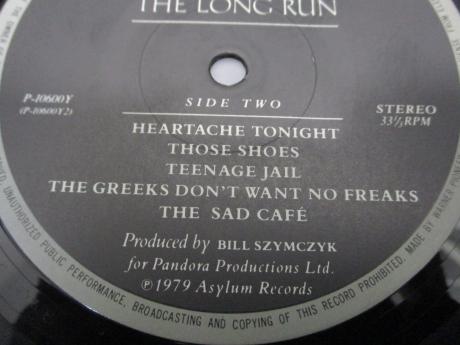 THE LONG RUN
P-10600Y
(P-10600Y2)
SIDE TWO
STEREO
33⅓RPM
HEARTACHE TONIGHT
THOSE SHOES
TEENAGE JAIL
THE GREEKS DON'T WANT NO FREAKS
THE SAD CAFÉ
Produced by BILL SZYMCZYK
for Pandora Productions Ltd.
℗1979 Asylum Records
UNAUTHORIZED PUBLIC PERFORMANCE, BROADCASTING AND COPYING OF THIS RECORD PROHIBITED. MADE BY WARNER-PIONEER